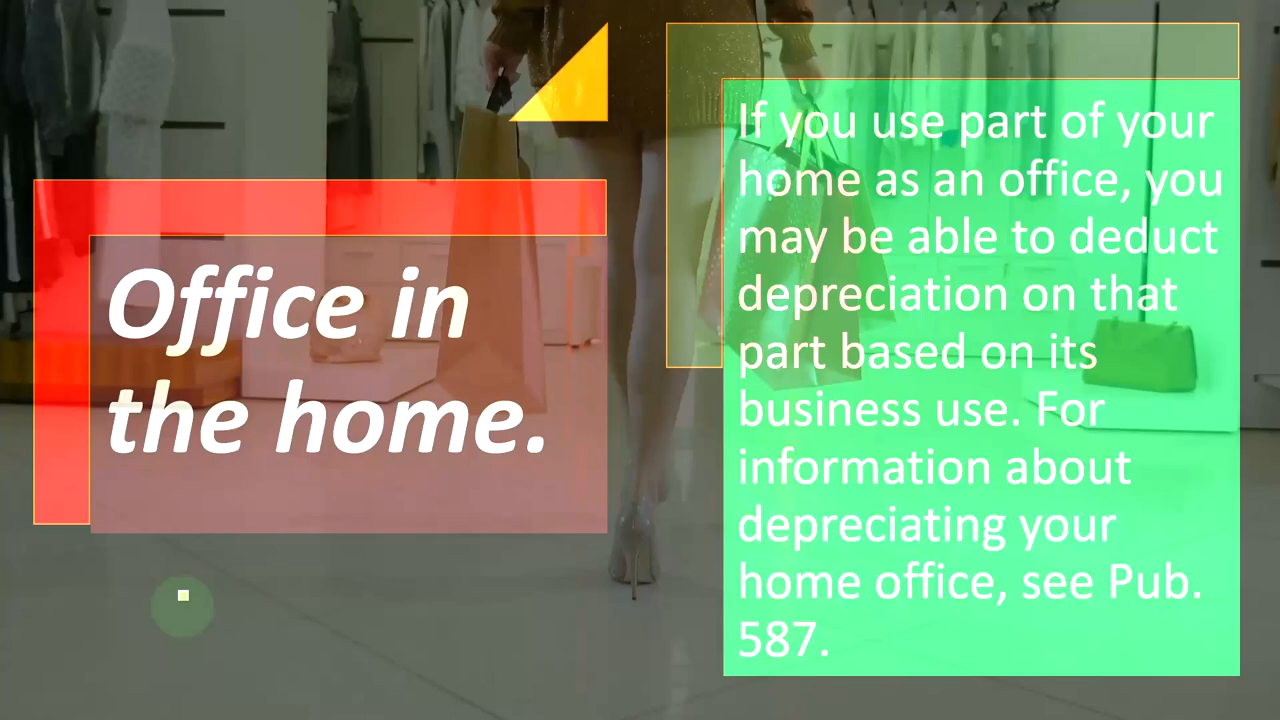 Office in
the home.
If you use part of your
home as an office, you
may be able to deduct
depreciation on that
part based on its
business use. For
information about
depreciating your
home office, see Pub.
587.